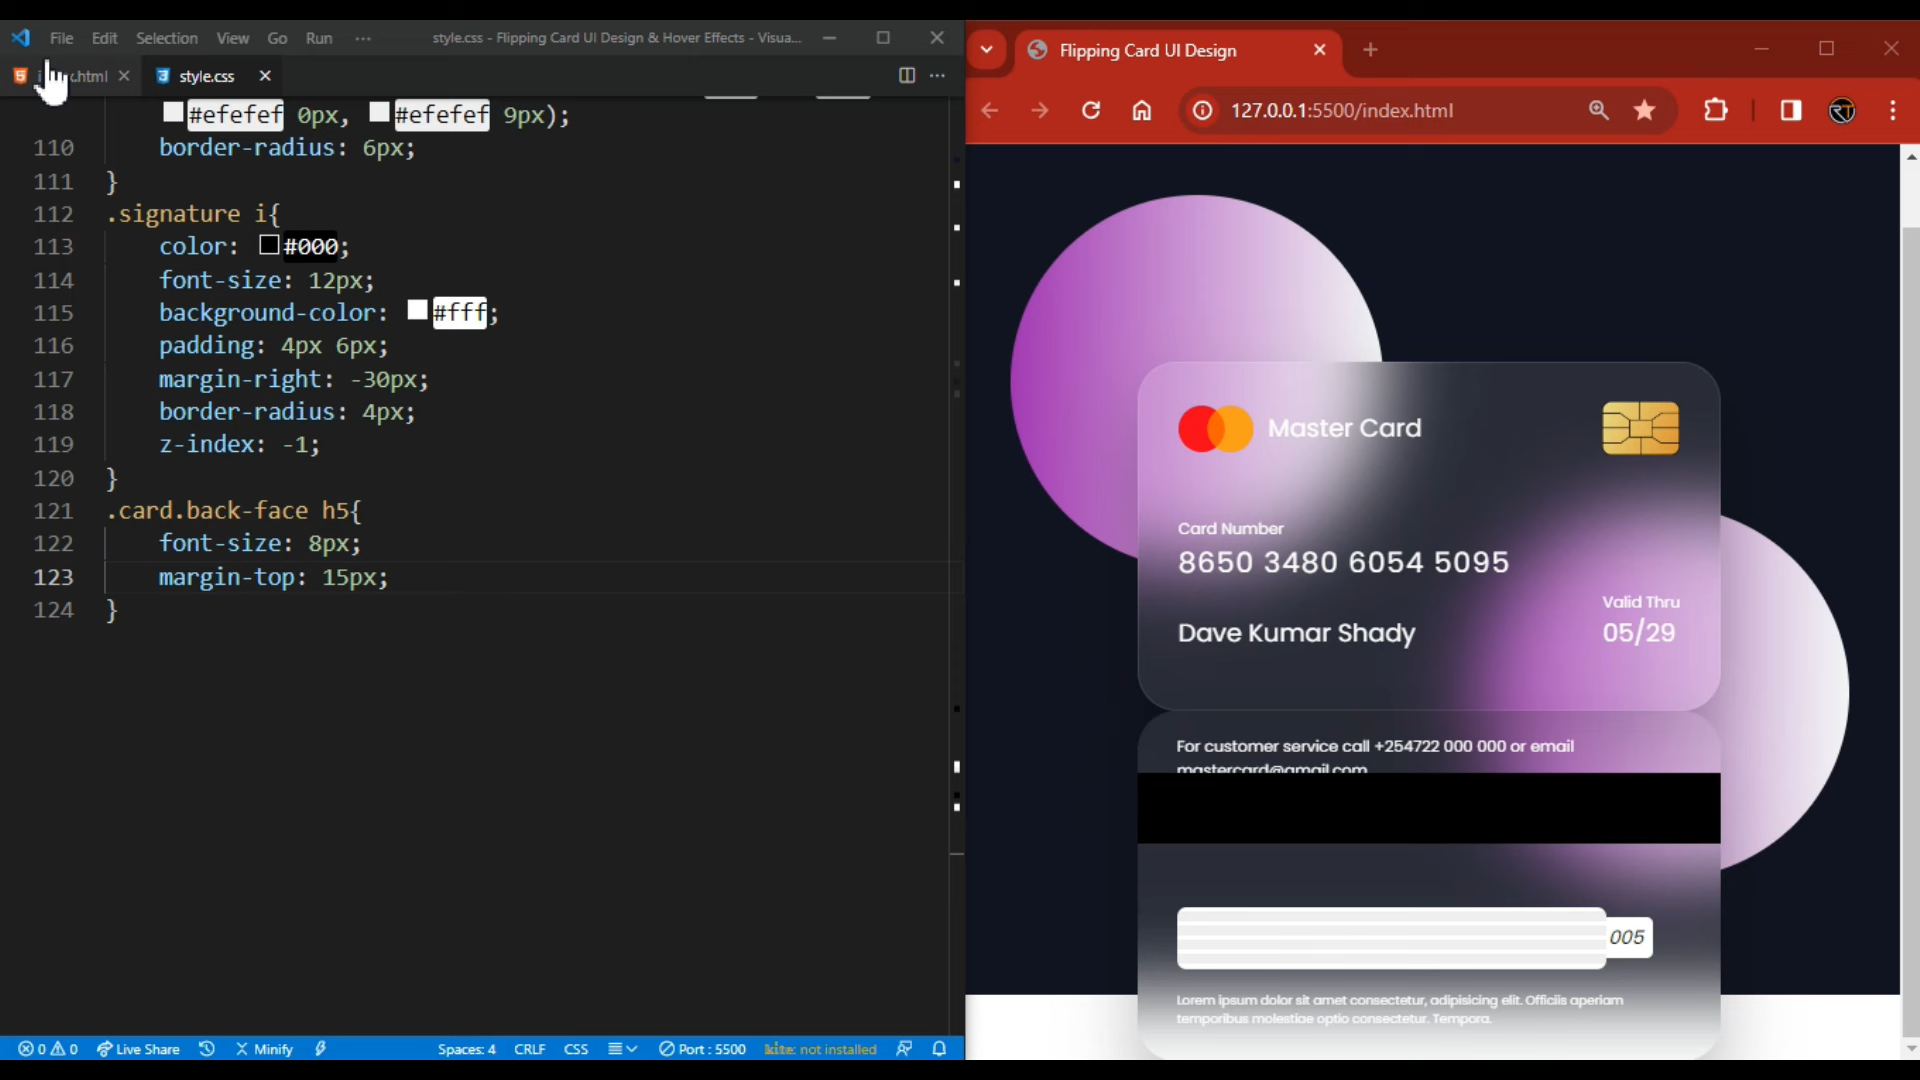 File Edit Selection View Go Run ···
style.css - Flipping Card UI Design & Hover Effects - Visua...
.html
style.css
#efefef 0px, #efefef 9px);
110 border-radius: 6px;
111 }
112 .signature i{
113 color: #000;
114 font-size: 12px;
115 background-color: #fff;
116 padding: 4px 6px;
117 margin-right: -30px;
118 border-radius: 4px;
119 z-index: -1;
120 }
121 .card.back-face h5{
122 font-size: 8px;
123 margin-top: 15px;
124 }
0 0 Live Share Minify Spaces: 4 CRLF CSS Port : 5500 kite: not installed
Flipping Card UI Design
127.0.0.1:5500/index.html
RT
Master Card
Card Number
8650 3480 6054 5095
Valid Thru
Dave Kumar Shady 05/29
For customer service call +254722 000 000 or email
mastercard@gmail.com
005
Lorem ipsum dolor sit amet consectetur, adipisicing elit. Officiis aperiam
temporibus molestiae optio consectetur. Tempora.